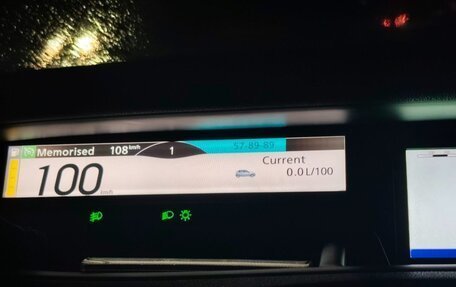 Memorised 108 km/h 1 57-89-89
Current
100 km/h
0.0 L/100